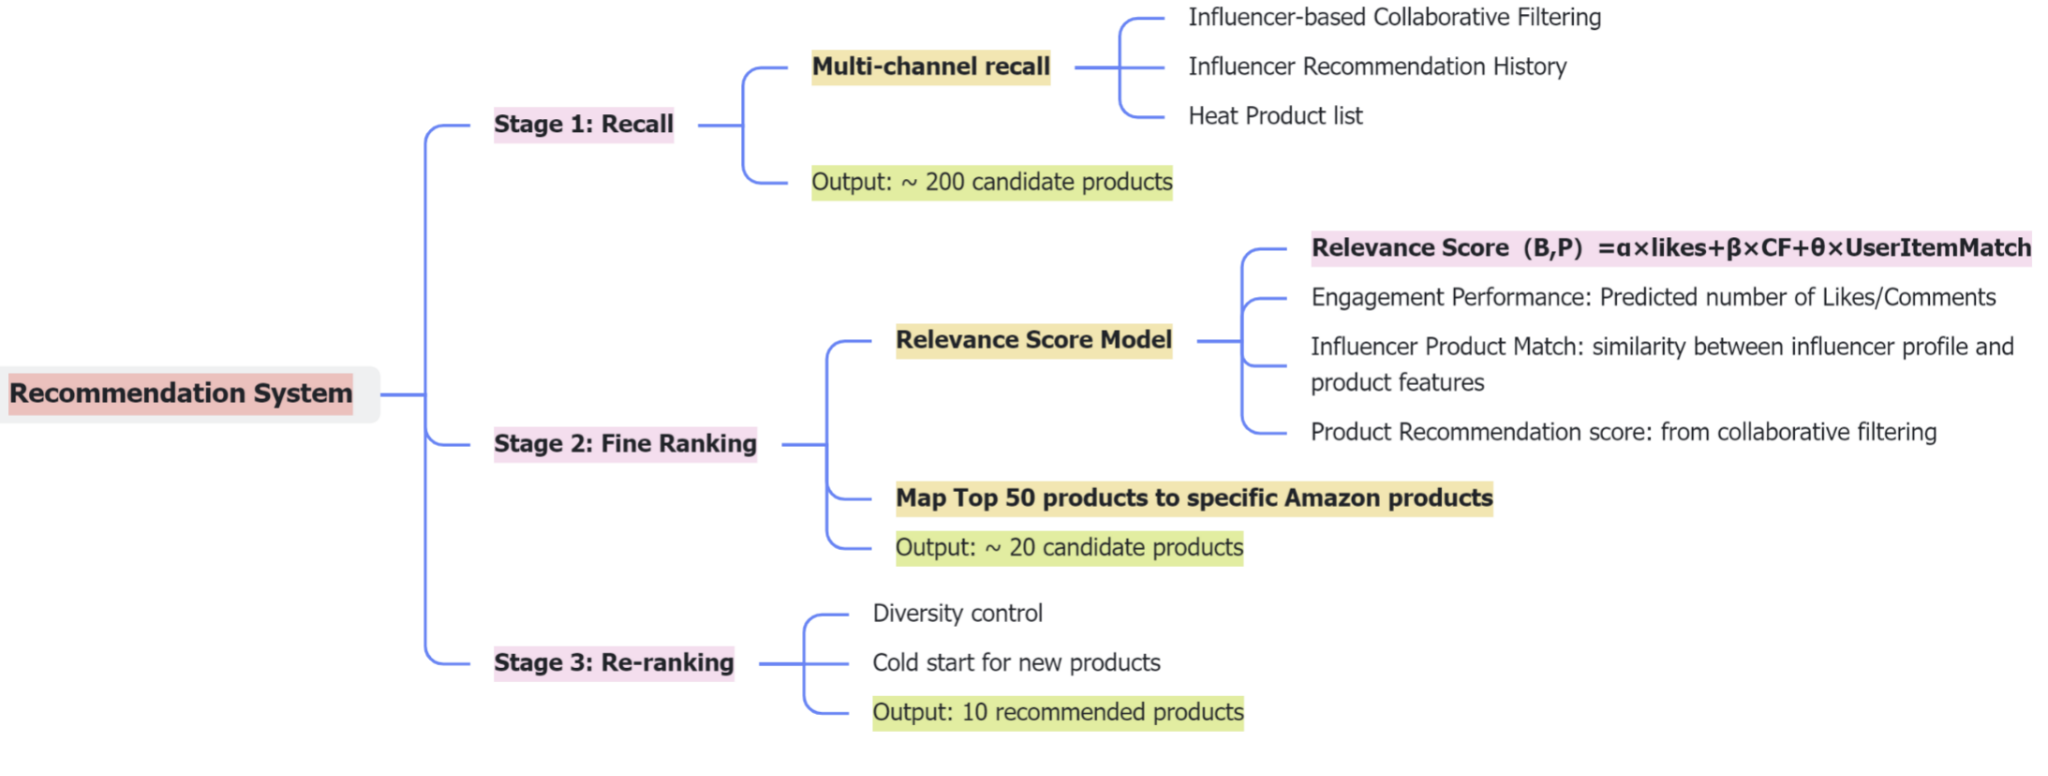 Recommendation System
Stage 1: Recall
Multi-channel recall
Influencer-based Collaborative Filtering
Influencer Recommendation History
Heat Product list
Output: ~ 200 candidate products
Stage 2: Fine Ranking
Relevance Score Model
Relevance Score（B,P）=α×likes+β×CF+θ×UserItemMatch
Engagement Performance: Predicted number of Likes/Comments
Influencer Product Match: similarity between influencer profile and
product features
Product Recommendation score: from collaborative filtering
Map Top 50 products to specific Amazon products
Output: ~ 20 candidate products
Stage 3: Re-ranking
Diversity control
Cold start for new products
Output: 10 recommended products